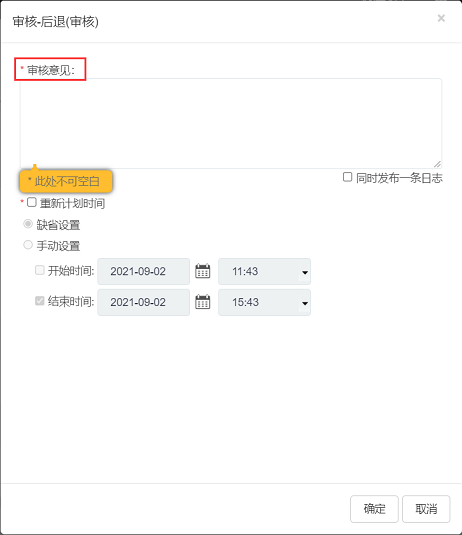 审核-后退(审核)
×
* 审核意见:
* 此处不可空白
同时发布一条日志
* 重新计划时间
缺省设置
手动设置
开始时间: 2021-09-02 11:43
结束时间: 2021-09-02 15:43
确定 取消